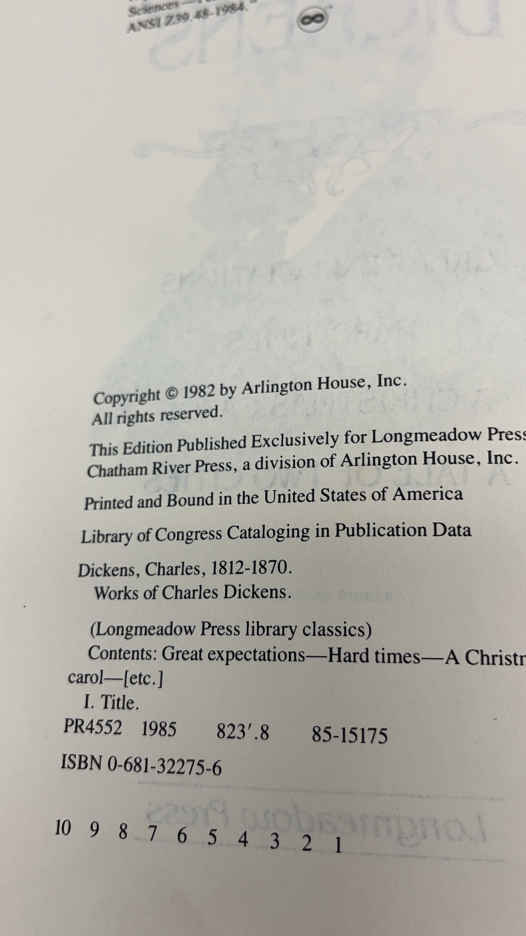 Sciences—
ANSI Z39.48-1984.
∞
Copyright © 1982 by Arlington House, Inc.
All rights reserved.
This Edition Published Exclusively for Longmeadow Press
Chatham River Press, a division of Arlington House, Inc.
Printed and Bound in the United States of America
Library of Congress Cataloging in Publication Data
Dickens, Charles, 1812-1870.
Works of Charles Dickens.
(Longmeadow Press library classics)
Contents: Great expectations—Hard times—A Christm
carol—[etc.]
I. Title.
PR4552 1985 823′.8 85-15175
ISBN 0-681-32275-6
Longmeadow Press
10 9 8 7 6 5 4 3 2 1